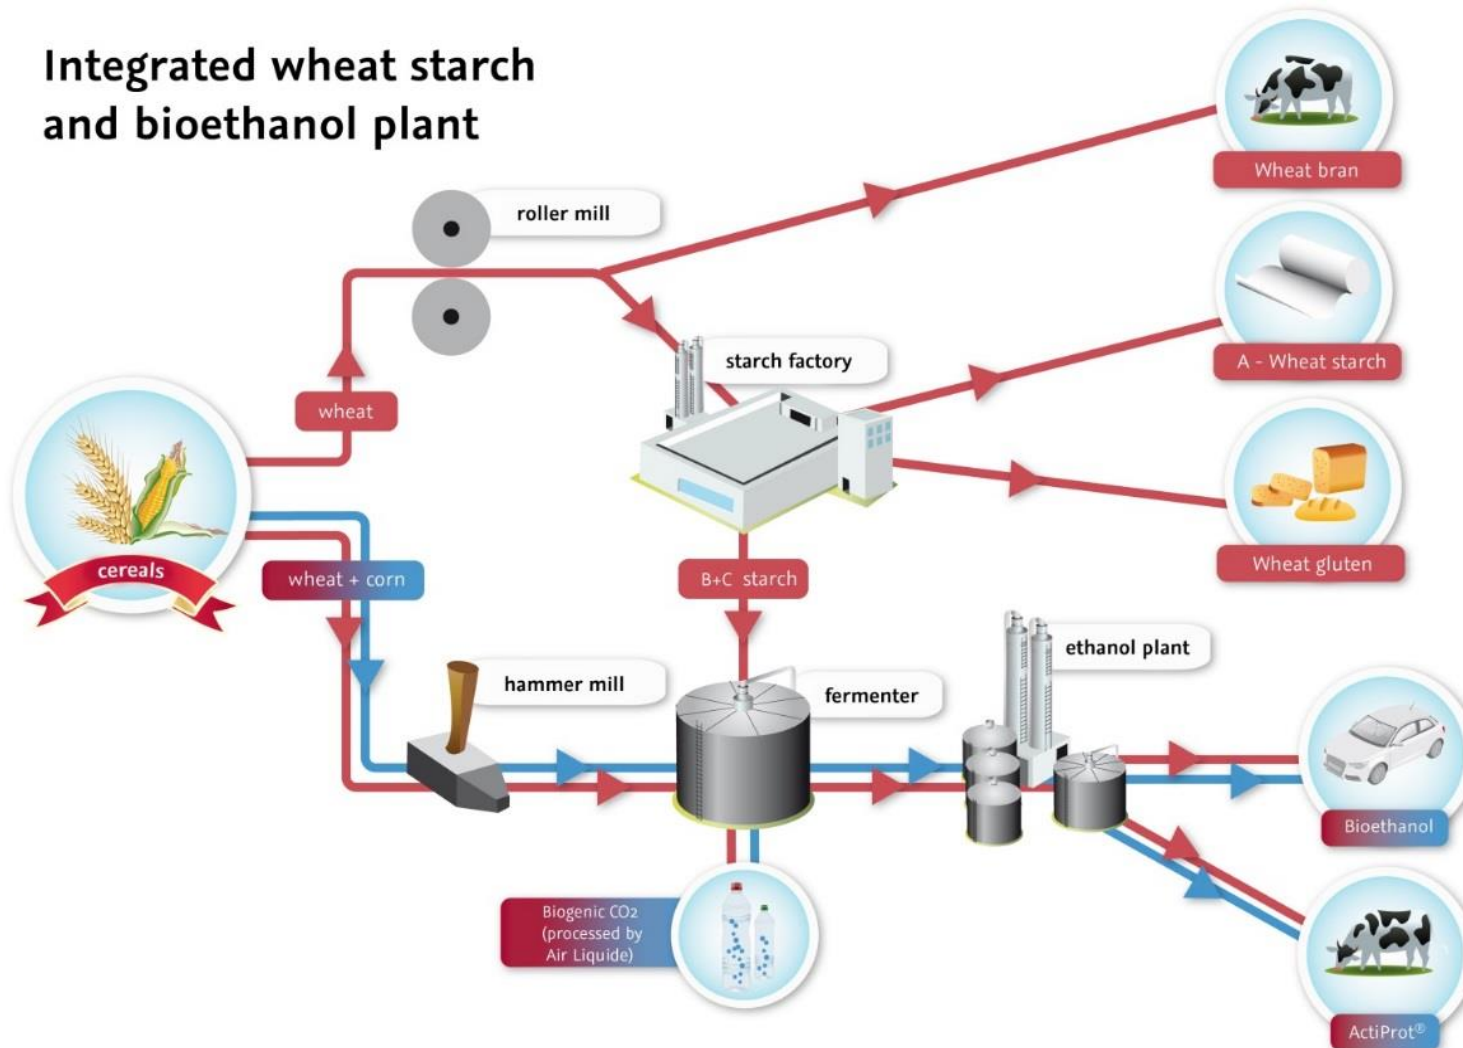 Integrated wheat starch
and bioethanol plant
Wheat bran
roller mill
A - Wheat starch
starch factory
wheat
Wheat gluten
cereals
wheat + corn
B+C starch
ethanol plant
hammer mill
fermenter
Bioethanol
Biogenic CO2
(processed by
Air Liquide)
ActiProt®